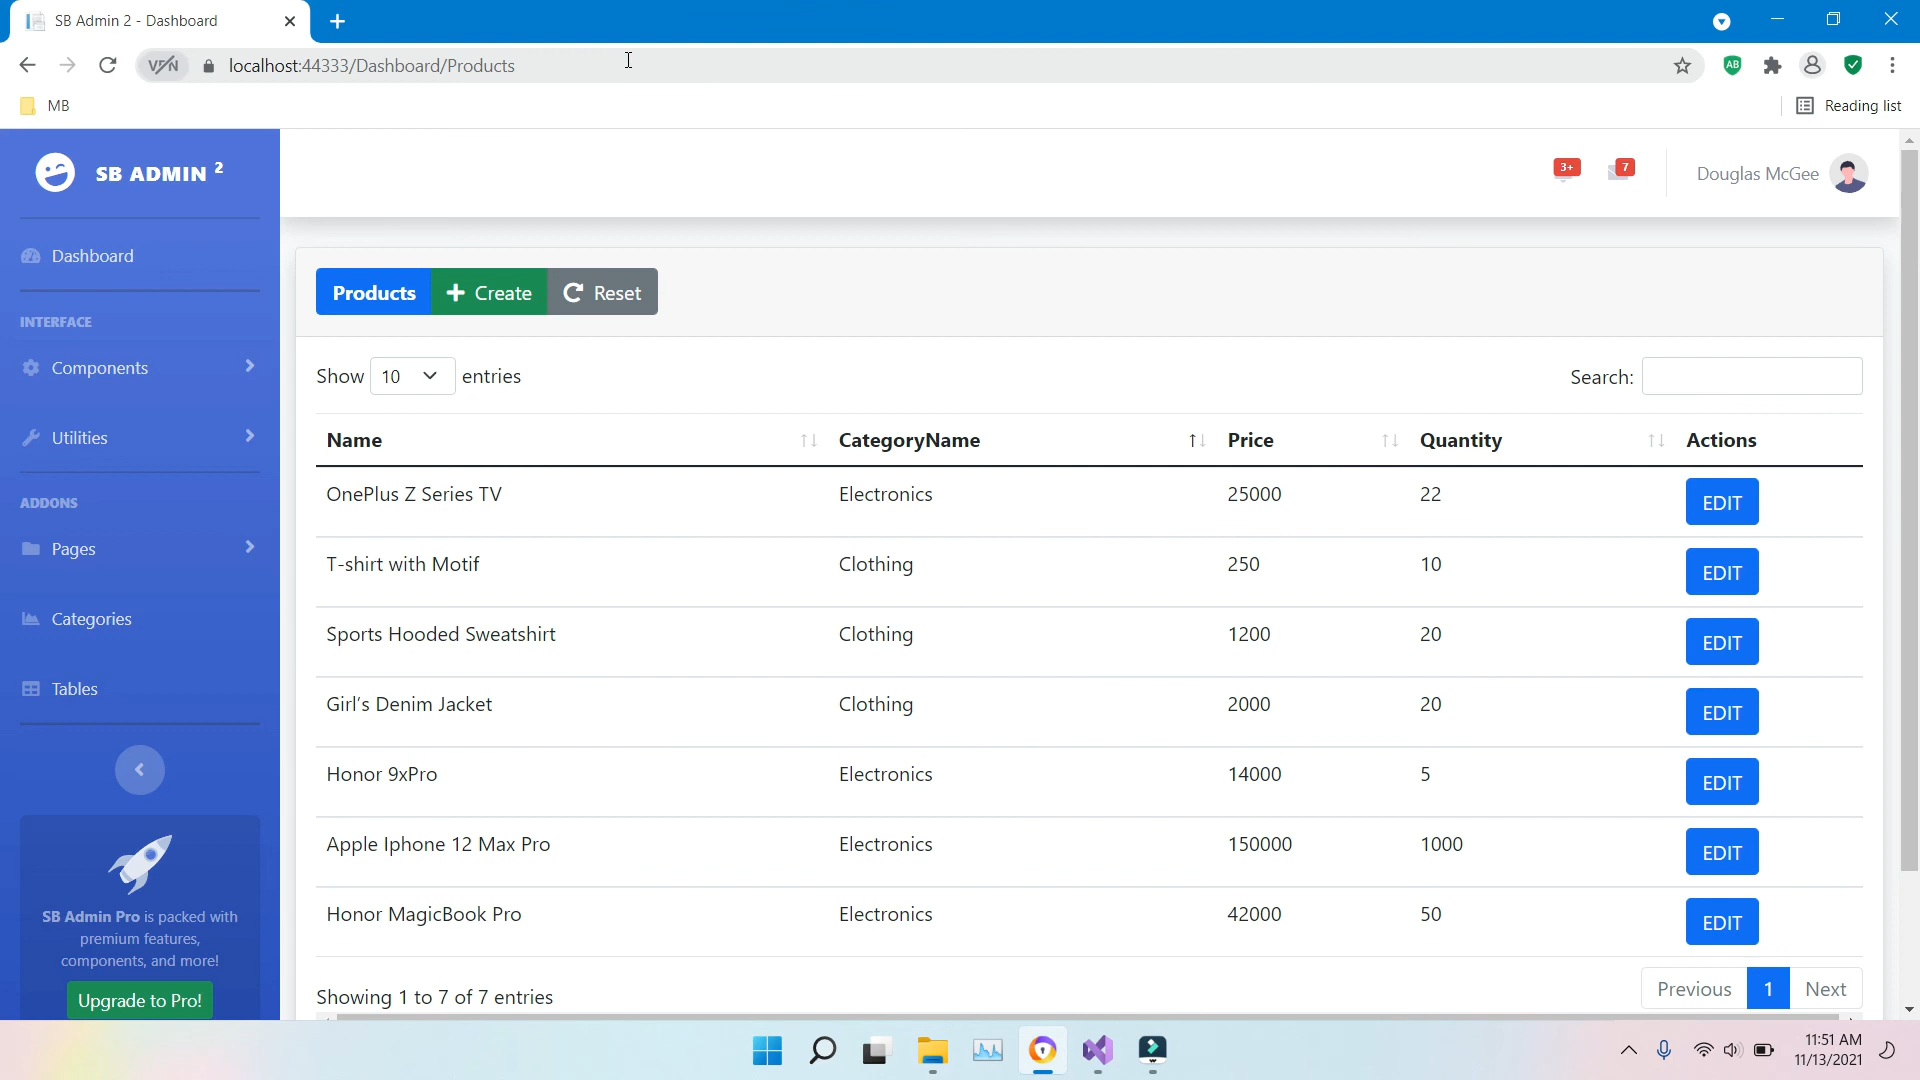 SB Admin 2 - Dashboard
VPN localhost:44333/Dashboard/Products
AB
MB
Reading list
SB ADMIN 2
3+
7
Douglas McGee
Dashboard
INTERFACE
Components
Utilities
ADDONS
Pages
Categories
Tables
SB Admin Pro is packed with
premium features,
components, and more!
Upgrade to Pro!
Products Create Reset
Show 10 entries
Search:
Name CategoryName Price Quantity Actions
OnePlus Z Series TV Electronics 25000 22 EDIT
T-shirt with Motif Clothing 250 10 EDIT
Sports Hooded Sweatshirt Clothing 1200 20 EDIT
Girl's Denim Jacket Clothing 2000 20 EDIT
Honor 9xPro Electronics 14000 5 EDIT
Apple Iphone 12 Max Pro Electronics 150000 1000 EDIT
Honor MagicBook Pro Electronics 42000 50 EDIT
Showing 1 to 7 of 7 entries
Previous 1 Next
11:51 AM
11/13/2021